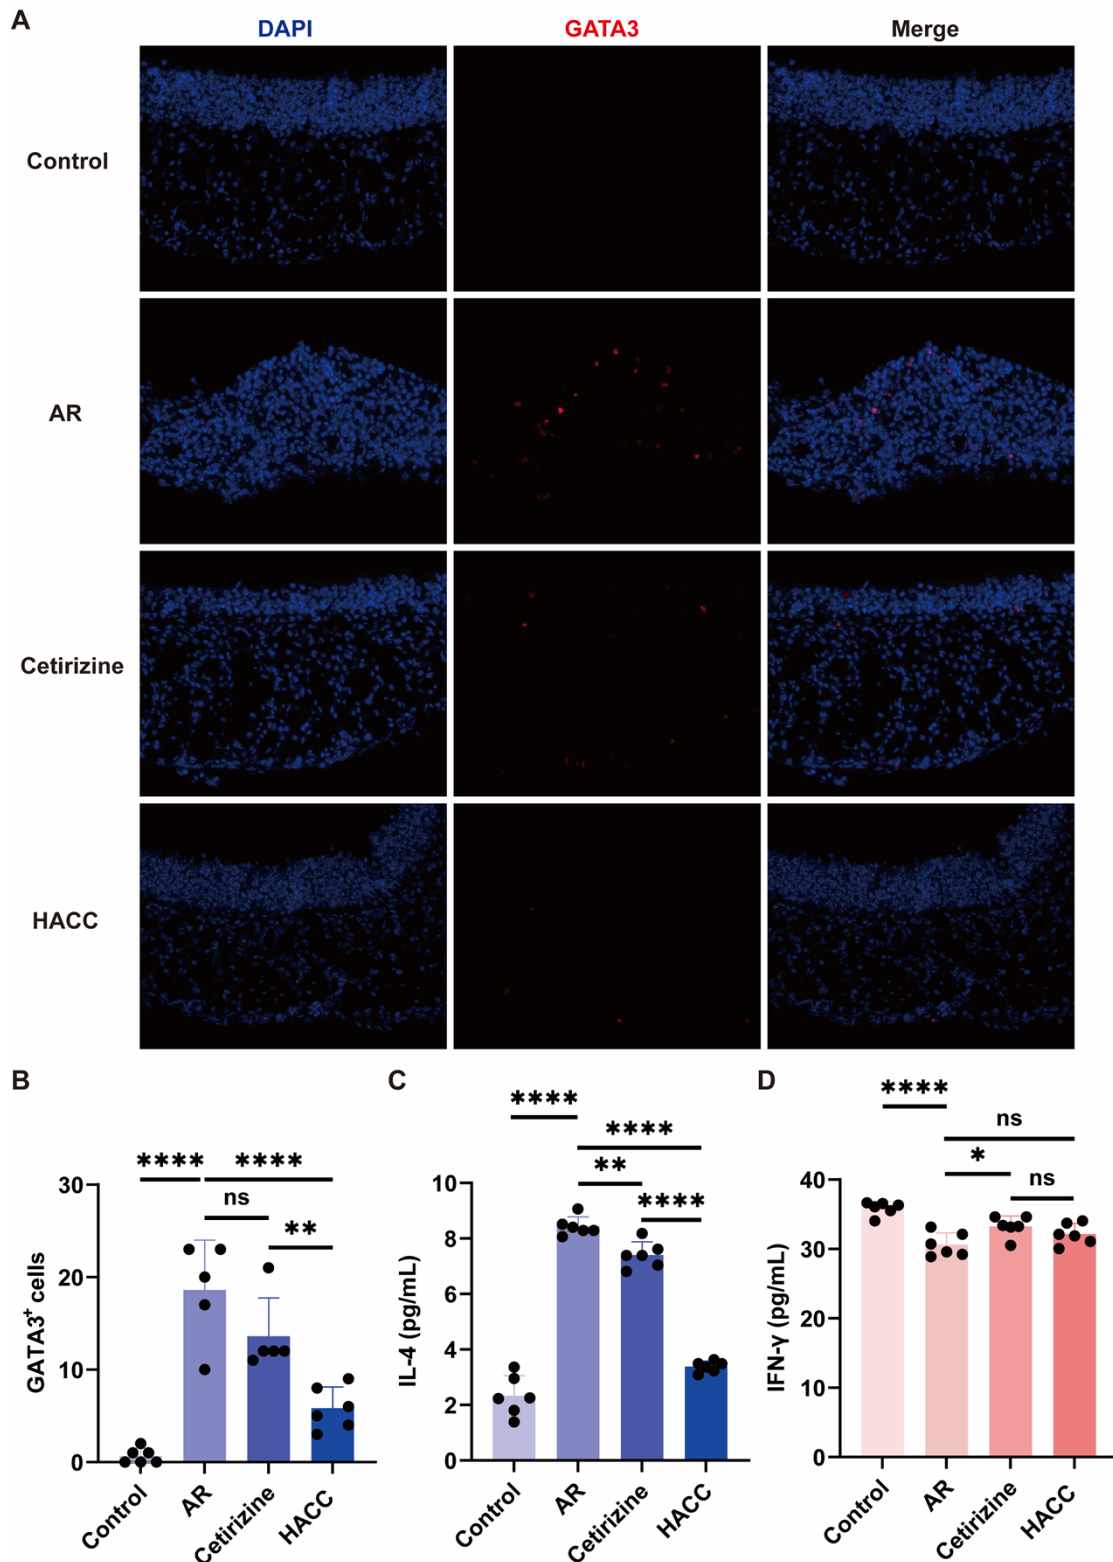 A
DAPI GATA3 Merge
Control
AR
Cetirizine
HACC
B
**** ****
ns
**
30
20
10
0
GATA3+ cells
Control AR Cetirizine HACC
C
****
****
**
****
10
8
6
4
2
0
IL-4 (pg/mL)
Control AR Cetirizine HACC
D
****
ns
*
ns
40
30
20
10
0
IFN-γ (pg/mL)
Control AR Cetirizine HACC